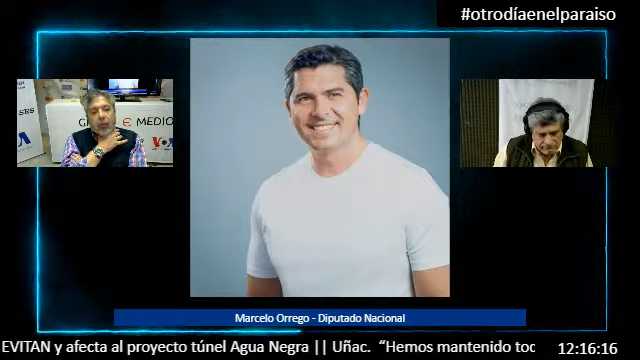 #otrodíaenelparaiso
MEDIO
Marcelo Orrego - Diputado Nacional
EVITAN y afecta al proyecto túnel Agua Negra || Uñac. “Hemos mantenido toc
12:16:16